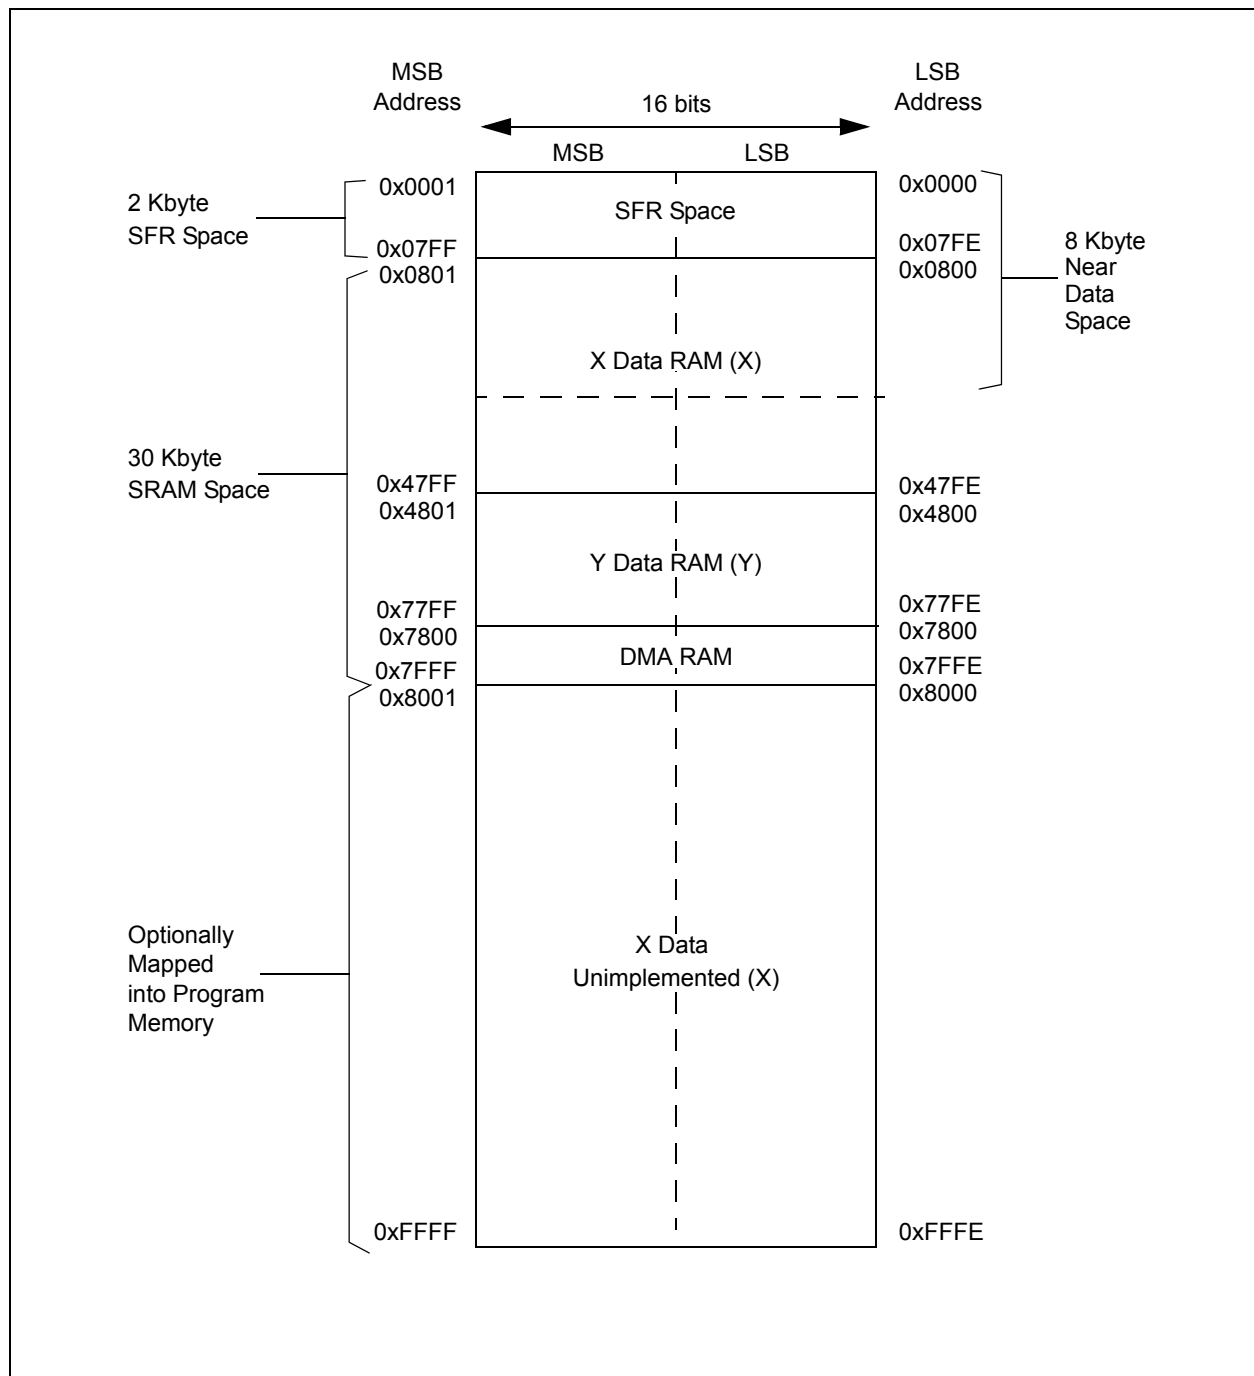 MSB
Address
16 bits
LSB
Address
MSB
LSB
2 Kbyte
SFR Space
0x0001
SFR Space
0x0000
0x07FF
0x0801
0x07FE
0x0800
8 Kbyte
Near
Data
Space
X Data RAM (X)
30 Kbyte
SRAM Space
0x47FF
0x4801
0x47FE
0x4800
Y Data RAM (Y)
0x77FF
0x7800
0x77FE
0x7800
DMA RAM
0x7FFF
0x8001
0x7FFE
0x8000
Optionally
Mapped
into Program
Memory
X Data
Unimplemented (X)
0xFFFF
0xFFFE